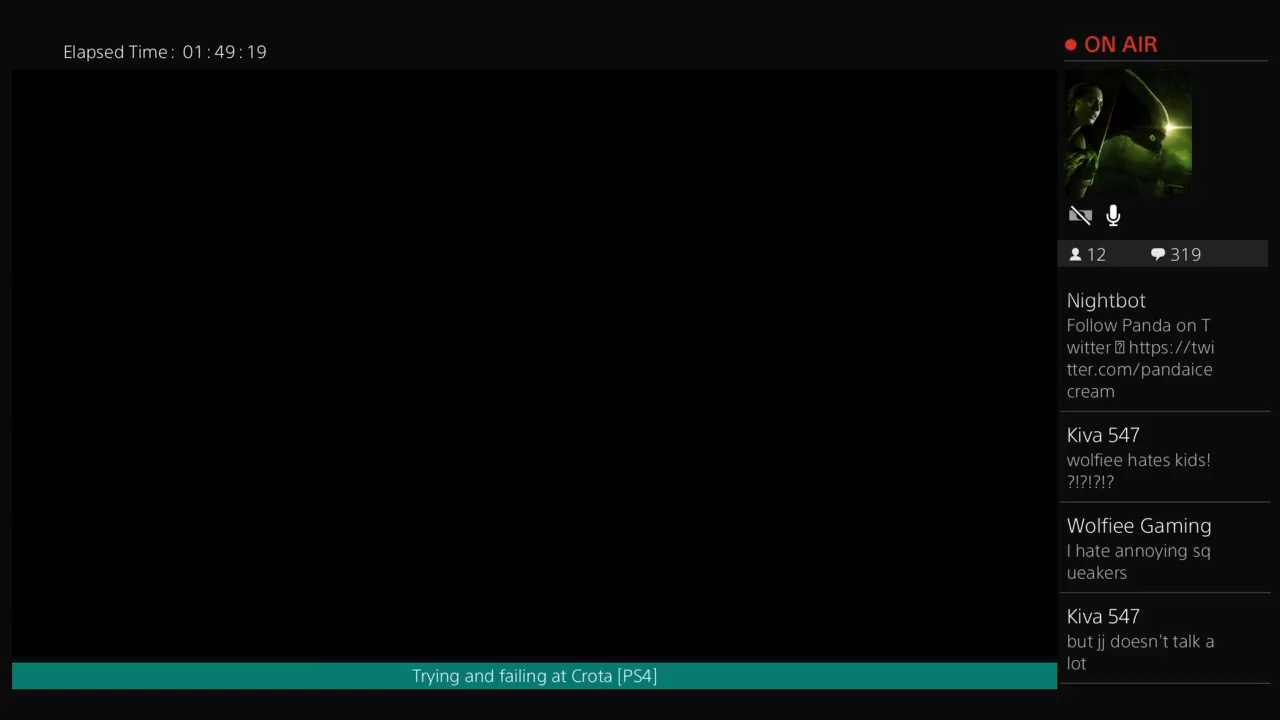 Elapsed Time: 01:49:19
ON AIR
12 319
Nightbot
Follow Panda on T
witter https://twi
tter.com/pandaice
cream
Kiva 547
wolfiee hates kids!
?!?!?!?
Wolfiee Gaming
I hate annoying sq
ueakers
Kiva 547
but jj doesn't talk a
lot
Trying and failing at Crota [PS4]